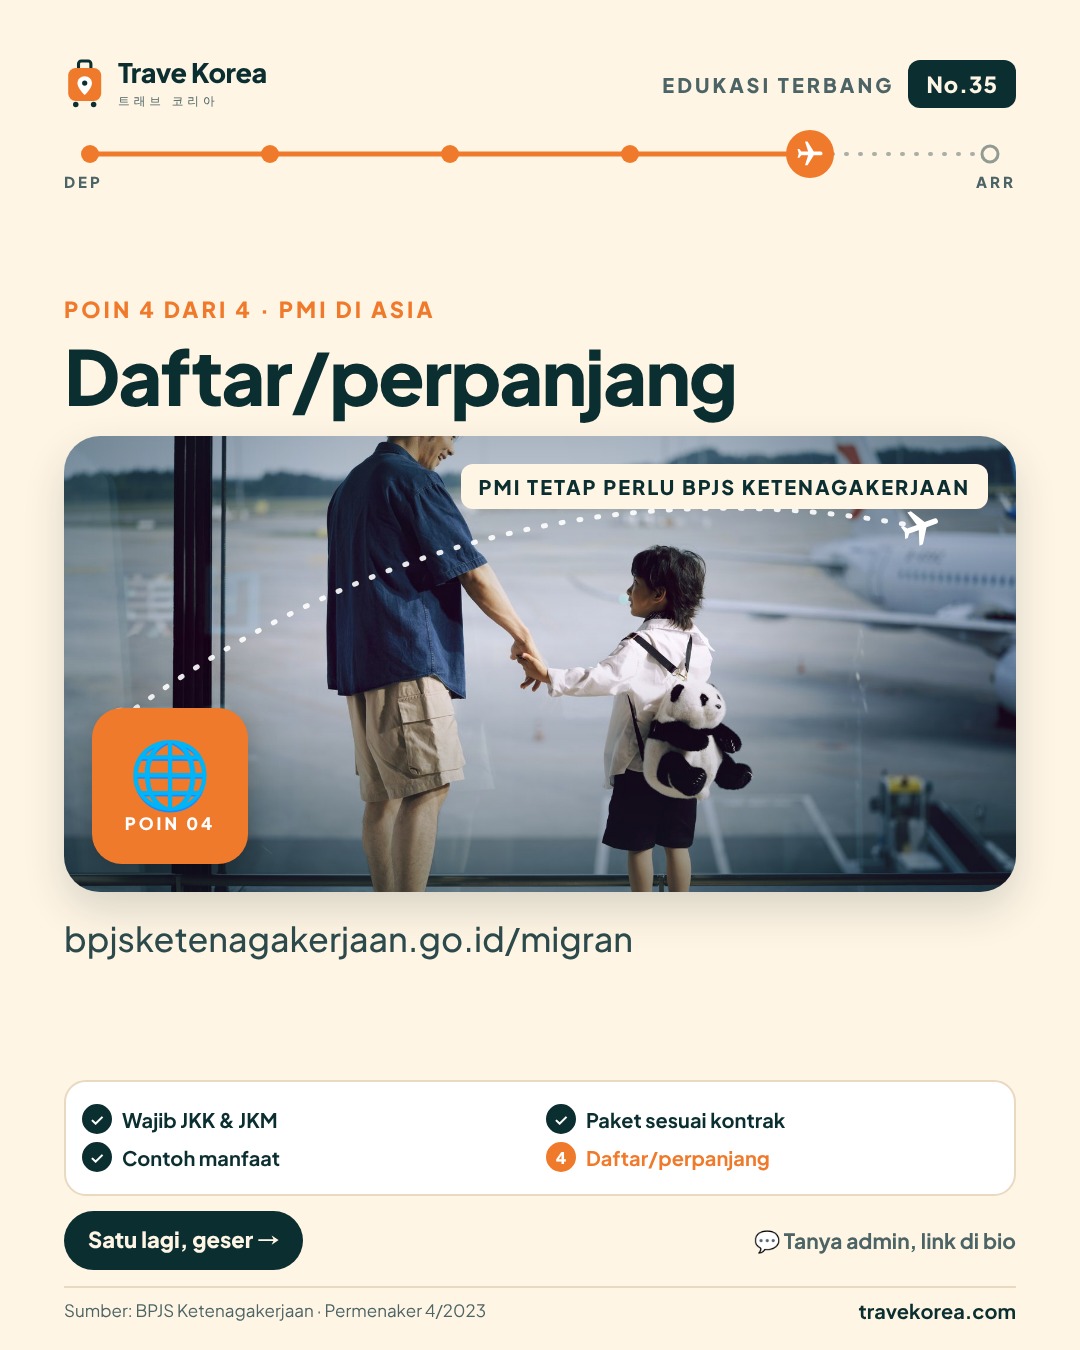 Trave Korea
트래브 코리아
EDUKASI TERBANG
No.35
DEP
ARR
POIN 4 DARI 4 · PMI DI ASIA
Daftar/perpanjang
PMI TETAP PERLU BPJS KETENAGAKERJAAN
POIN 04
bpjsketenagakerjaan.go.id/migran
Wajib JKK & JKM
Paket sesuai kontrak
Contoh manfaat
4 Daftar/perpanjang
Satu lagi, geser →
💬 Tanya admin, link di bio
Sumber: BPJS Ketenagakerjaan · Permenaker 4/2023
travekorea.com